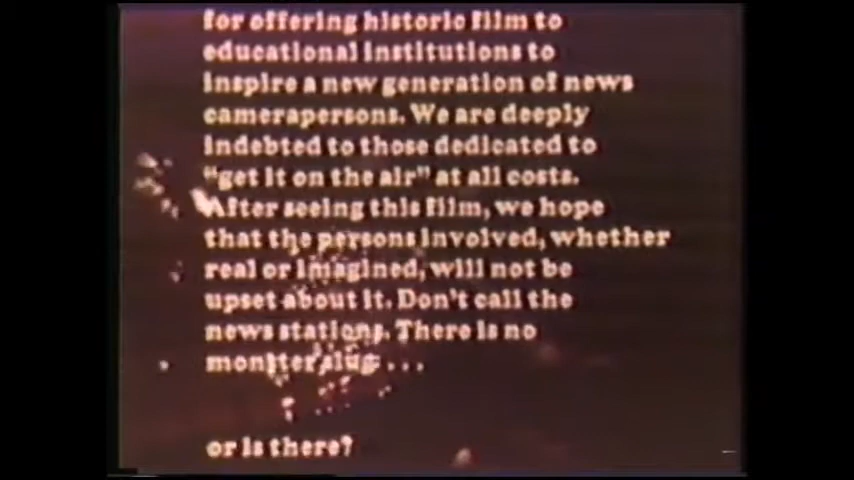 for offering historic film to
educational institutions to
inspire a new generation of news
camerapersons. We are deeply
indebted to those dedicated to
"get it on the air" at all costs.
After seeing this film, we hope
that the persons involved, whether
real or imagined, will not be
upset about it. Don't call the
news stations. There is no
monster slug...
or is there?